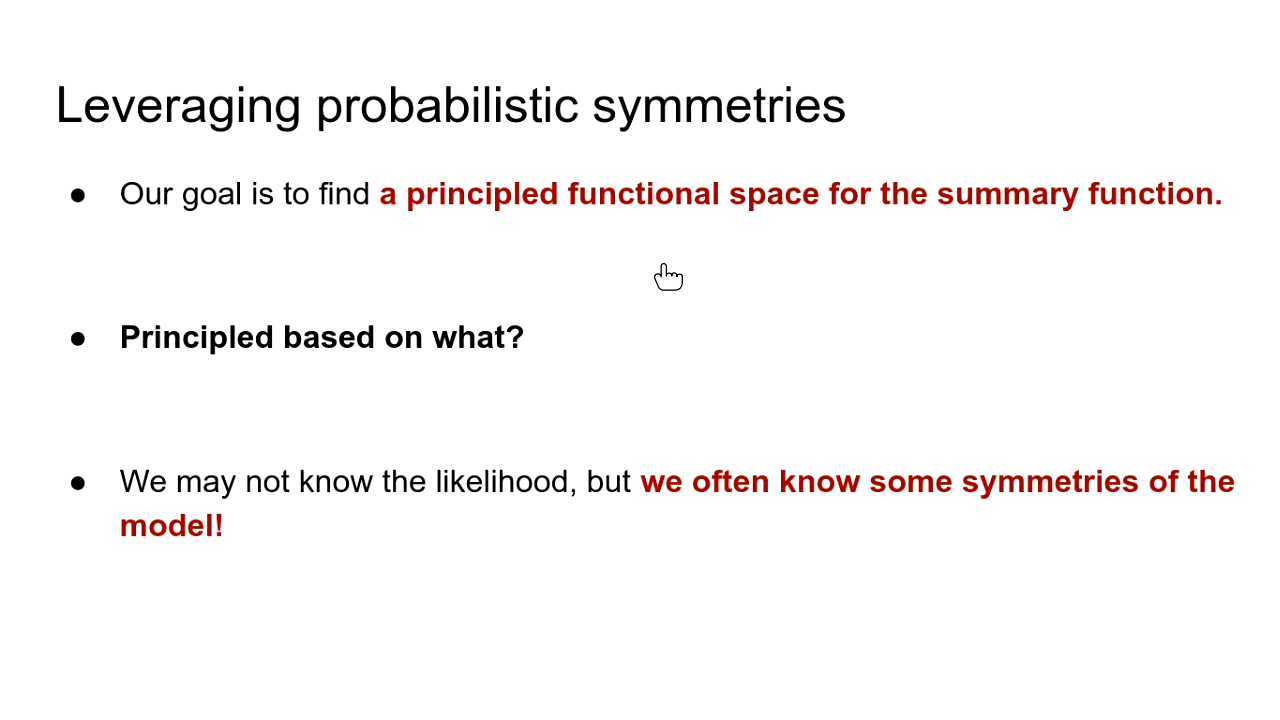 Leveraging probabilistic symmetries
● Our goal is to find a principled functional space for the summary function.
● Principled based on what?
● We may not know the likelihood, but we often know some symmetries of the
model!